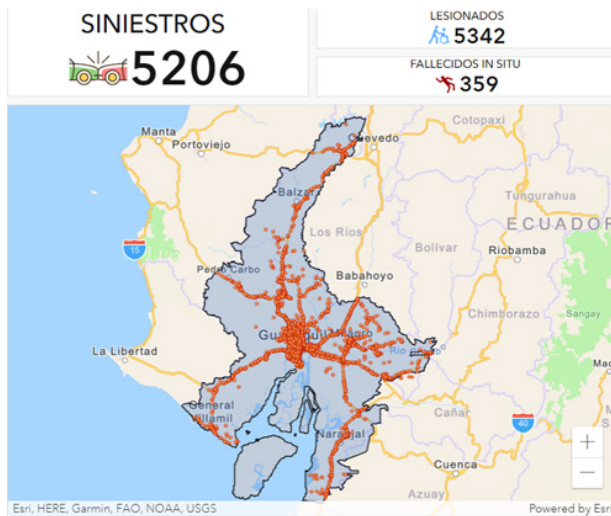 SINIESTROS
5206
LESIONADOS
5342
FALLECIDOS IN SITU
359
Cotopaxi
Manta
Portoviejo
Quevedo
Balzar
Tungurahua
ECUADOR
Los Ríos
Bolívar
Riobamba
15
Pedro Carbo
Babahoyo
Sangay
Chimborazo
La Libertad
General
Villamil
Cañar
40
Naranjal
Cuenca
Azuay
+
−
Esri, HERE, Garmin, FAO, NOAA, USGS
Powered by Esri